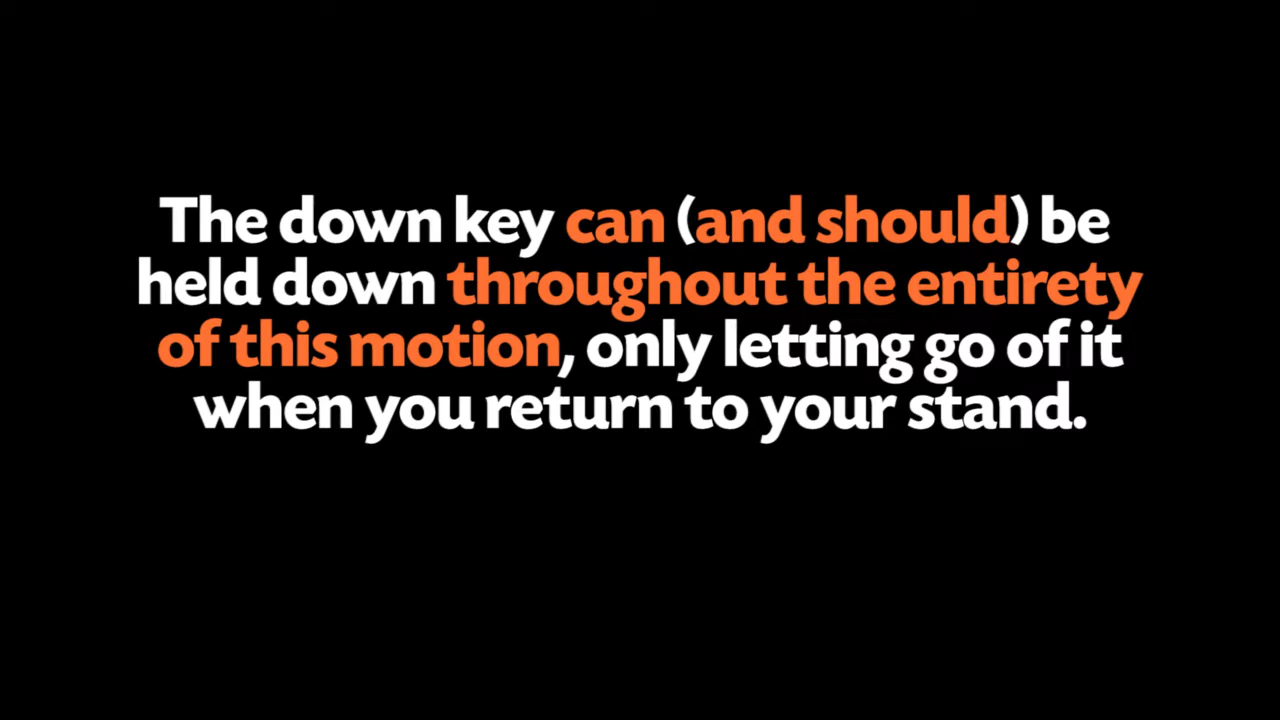 The down key can (and should) be
held down throughout the entirety
of this motion, only letting go of it
when you return to your stand.